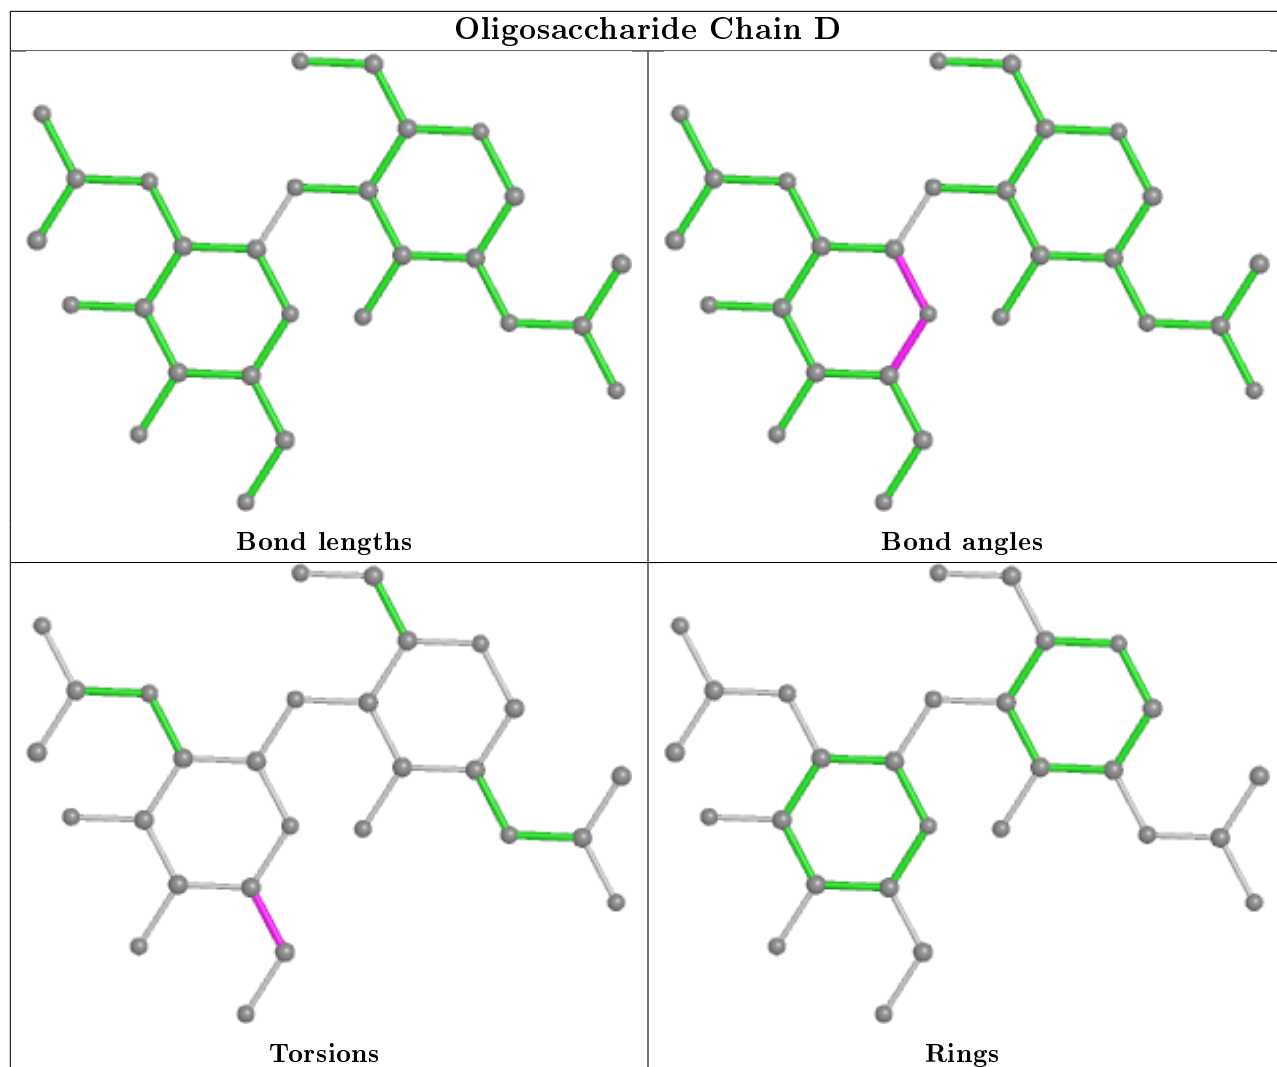 Oligosaccharide Chain D
Bond lengths
Bond angles
Torsions
Rings